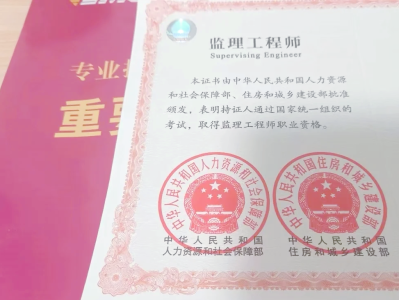 监理工程师
Supervising Engineer
本证书由中华人民共和国人力资源
和社会保障部、住房和城乡建设部批准
颁发,表明持证人通过国家统一组织的
考试,取得监理工程师职业资格。
中华人民共和国人力资源和社会保障部
中华人民共和国住房和城乡建设部
中华人民共和国
人力资源和社会保障部
中华人民共和国
住房和城乡建设部
重
专业